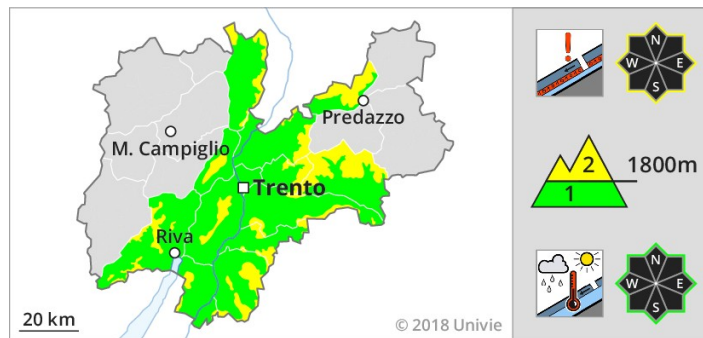 Predazzo
M. Campiglio
Trento
Riva
20 km
© 2018 Univie
N
W E
S
2 1800m
1
N
W E
S